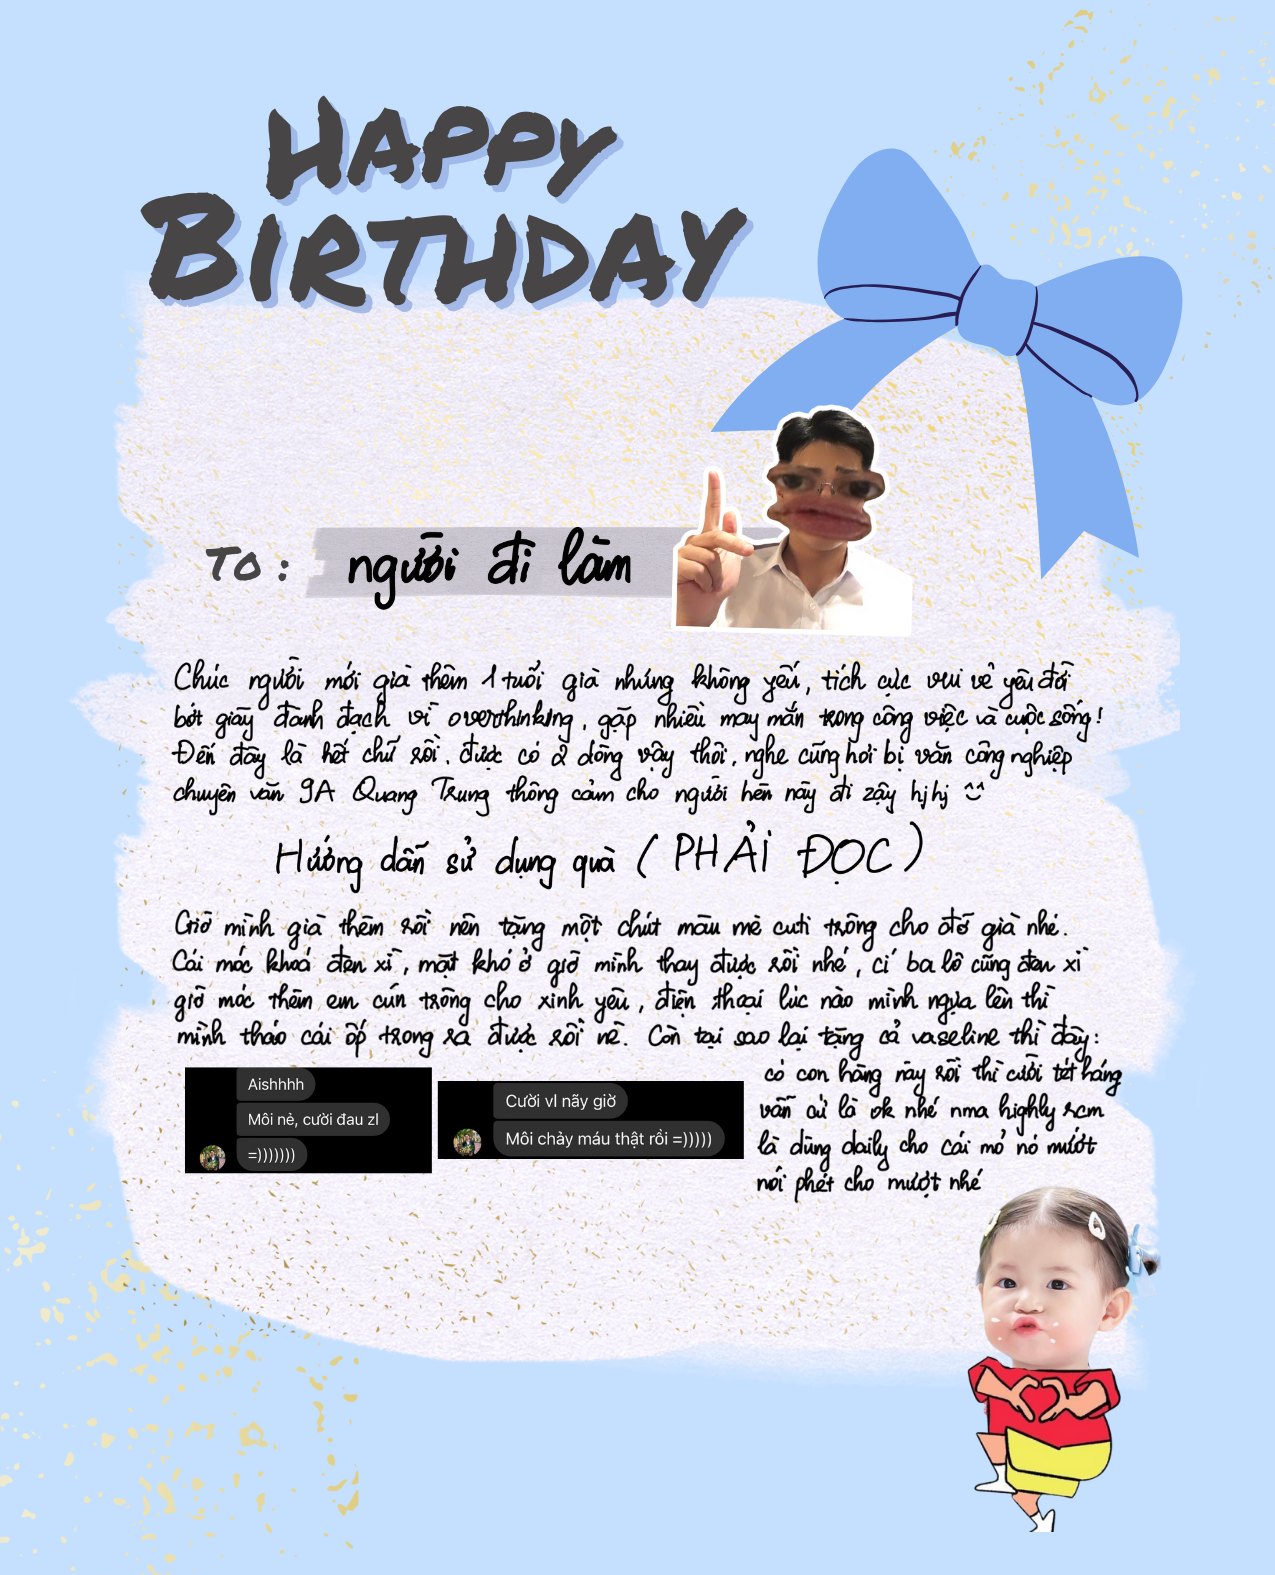 HAPPY
BIRTHDAY
TO : người đi làm
Chúc người mới già thêm 1 tuổi già nhưng không yếu, tích cực vui vẻ yêu đời
bớt giãy đành đạch vì overthinking, gặp nhiều may mắn trong công việc và cuộc sống!
Đến đây là hết chữ rồi, được có 2 dòng vậy thôi, nghe cũng hơi bị văn công nghiệp
chuyên văn 9A Quang Trung thông cảm cho người hèn này đi zậy hjhj
Hướng dẫn sử dụng quà ( PHẢI ĐỌC )
Giờ mình già thêm rồi nên tặng một chút màu mè cuti trông cho đỡ già nhé.
Cái móc khoá đen xì, mặt khó ở giờ mình thay được rồi nhé, cí ba lô cũng đen xì
giờ móc thêm em cún trông cho xinh yêu, điện thoại lúc nào mình ngựa lên thì
mình tháo cái ốp trong ra được rồi nè. Còn tại sao lại tặng cả vaseline thì đây:
Aishhhh
Môi nẻ, cười đau zl
=)))))))
Cười vl nãy giờ
Môi chảy máu thật rồi =)))))
có con hàng này rồi thì cười tét háng
vẫn cứ là ok nhé nma highly rcm
là dùng daily cho cái mỏ nó mướt
nói phét cho mượt nhé